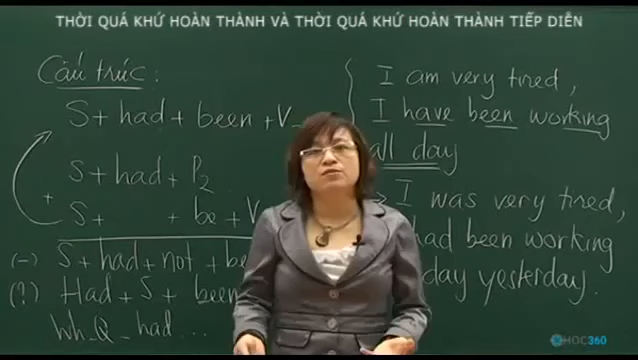 THỜI QUÁ KHỨ HOÀN THÀNH VÀ THỜI QUÁ KHỨ HOÀN THÀNH TIẾP DIỄN
Cấu trúc:
S + had + been + V_
S + had + P2
+
S + + be + V
(-) S + had + not + be
(?) Had + S + been
Wh_Q_ had ...
I am very tired,
I have been working
all day
→ I was very tired,
had been working
day yesterday.
HOC360